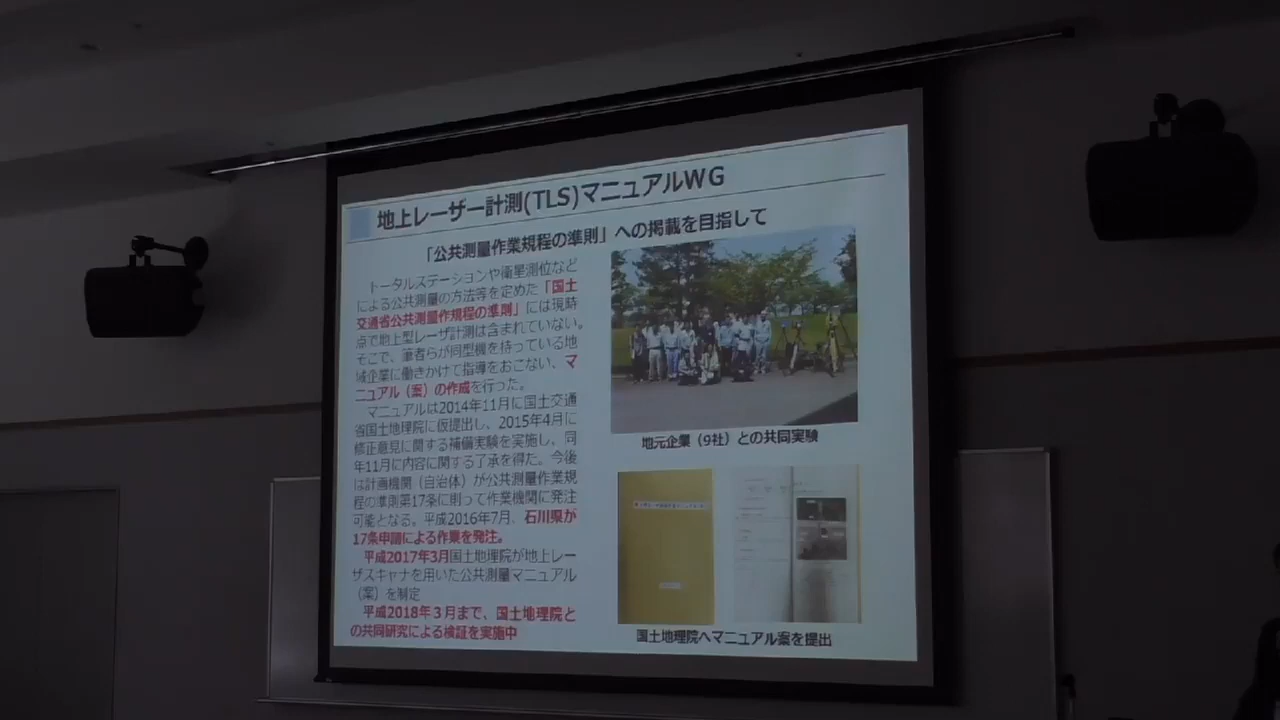 地上レーザー計測(TLS)マニュアルWG
「公共測量作業規程の準則」への掲載を目指して
トータルステーションや衛星測位など
による公共測量の方法等を定めた「国土
交通省公共測量作規程の準則」には現時
点で地上型レーザ計測は含まれていない。
そこで、筆者らが同型機を持っている地
域企業に働きかけて指導をおこない、マ
ニュアル（案）の作成を行った。
マニュアルは2014年11月に国土交通
省国土地理院に仮提出し、2015年4月に
修正意見に関する補備実験を実施し、同
年11月に内容に関する了承を得た。今後
は計画機関（自治体）が公共測量作業規
程の準則第17条に則って作業機関に発注
可能となる。平成2016年7月、石川県が
17条申請による作業を発注。
平成2017年3月国土地理院が地上レー
ザスキャナを用いた公共測量マニュアル
（案）を制定
平成2018年３月まで、国土地理院と
の共同研究による検証を実施中
地元企業（9社）との共同実験
国土地理院へマニュアル案を提出